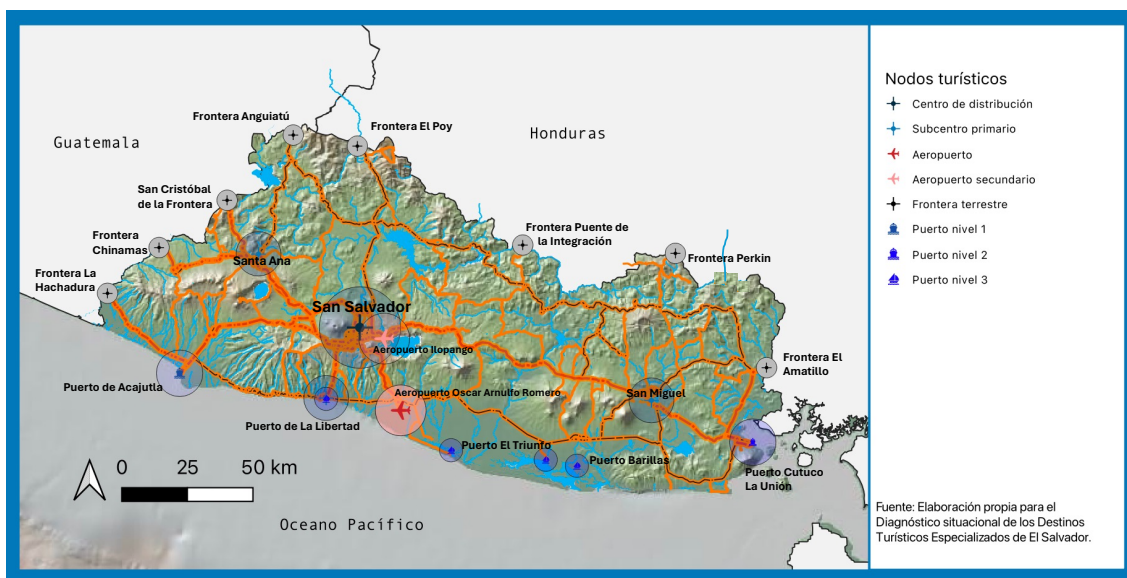 Guatemala
Honduras
Frontera Anguiatú
Frontera El Poy
San Cristóbal
de la Frontera
Frontera
Chinamas
Frontera La
Hachadura
Santa Ana
Frontera Puente de
la Integración
Frontera Perkin
San Salvador
Aeropuerto Ilopango
Frontera El
Amatillo
Puerto de Acajutla
Aeropuerto Oscar Arnulfo Romero
San Miguel
Puerto de La Libertad
Puerto El Triunfo
Puerto Barillas
Puerto Cutuco
La Unión
0 25 50 km
Oceano Pacífico
Nodos turísticos
Centro de distribución
Subcentro primario
Aeropuerto
Aeropuerto secundario
Frontera terrestre
Puerto nivel 1
Puerto nivel 2
Puerto nivel 3
Fuente: Elaboración propia para el
Diagnóstico situacional de los Destinos
Turísticos Especializados de El Salvador.